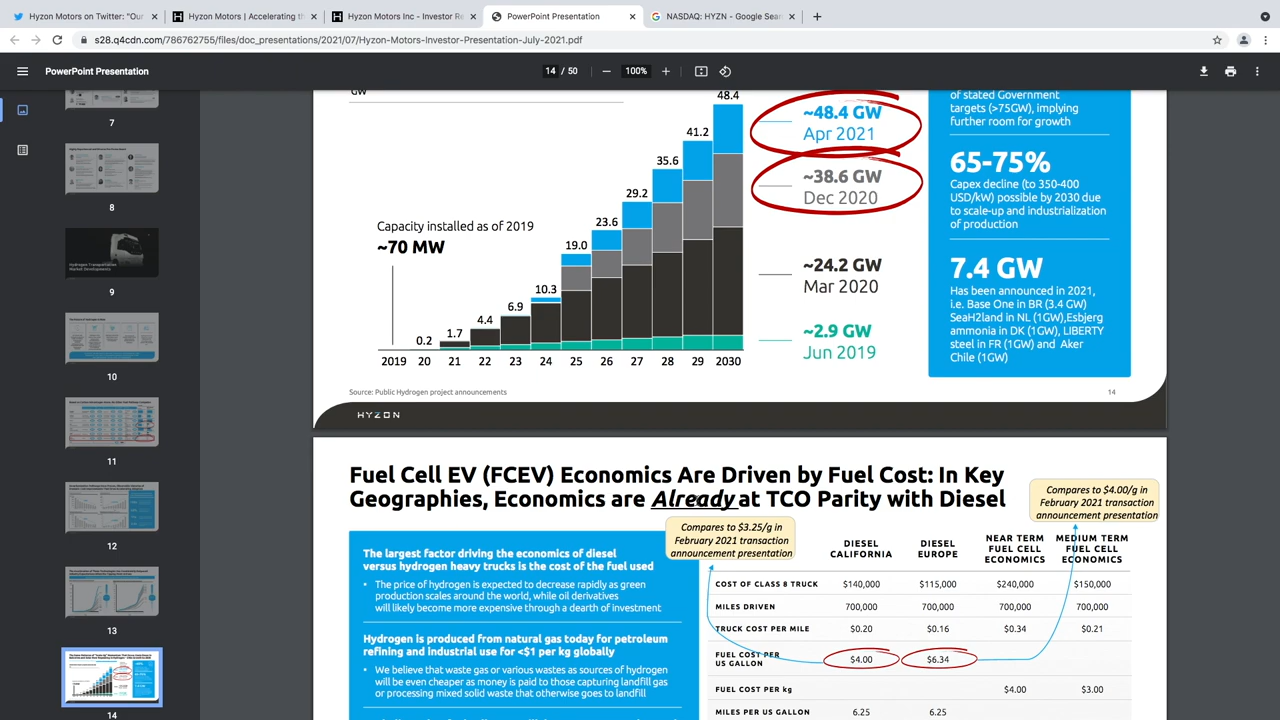 Hyzon Motors on Twitter: "Our
Hyzon Motors | Accelerating th
Hyzon Motors Inc - Investor Re
PowerPoint Presentation
NASDAQ: HYZN - Google Sear
s28.q4cdn.com/786762755/files/doc_presentations/2021/07/Hyzon-Motors-Investor-Presentation-July-2021.pdf
PowerPoint Presentation
14 / 50
100%
7
8
9
10
11
12
13
14
GW
48.4
41.2
35.6
29.2
23.6
19.0
10.3
6.9
4.4
1.7
0.2
Capacity installed as of 2019
~70 MW
2019 20 21 22 23 24 25 26 27 28 29 2030
~48.4 GW
Apr 2021
~38.6 GW
Dec 2020
~24.2 GW
Mar 2020
~2.9 GW
Jun 2019
of stated Government
targets (>75GW), implying
further room for growth
65-75%
Capex decline (to 350-400
USD/kW) possible by 2030 due
to scale-up and industrialization
of production
7.4 GW
Has been announced in 2021,
i.e. Base One in BR (3.4 GW)
SeaH2land in NL (1GW),Esbjerg
ammonia in DK (1GW), LIBERTY
steel in FR (1GW) and Aker
Chile (1GW)
Source: Public Hydrogen project announcements
14
HYZON
Fuel Cell EV (FCEV) Economics Are Driven by Fuel Cost: In Key
Geographies, Economics are Already at TCO Parity with Diesel
Compares to $4.00/g in
February 2021 transaction
announcement presentation
Compares to $3.25/g in
February 2021 transaction
announcement presentation
The largest factor driving the economics of diesel
versus hydrogen heavy trucks is the cost of the fuel used
• The price of hydrogen is expected to decrease rapidly as green
production scales around the world, while oil derivatives
will likely become more expensive through a dearth of investment
Hydrogen is produced from natural gas today for petroleum
refining and industrial use for <$1 per kg globally
• We believe that waste gas or various wastes as sources of hydrogen
will be even cheaper as money is paid to those capturing landfill gas
or processing mixed solid waste that otherwise goes to landfill
DIESEL CALIFORNIA
DIESEL EUROPE
NEAR TERM FUEL CELL ECONOMICS
MEDIUM TERM FUEL CELL ECONOMICS
COST OF CLASS 8 TRUCK $140,000 $115,000 $240,000 $150,000
MILES DRIVEN 700,000 700,000 700,000 700,000
TRUCK COST PER MILE $0.20 $0.16 $0.34 $0.21
FUEL COST PER US GALLON $4.00 $6.34
FUEL COST PER kg $4.00 $3.00
MILES PER US GALLON 6.25 6.25